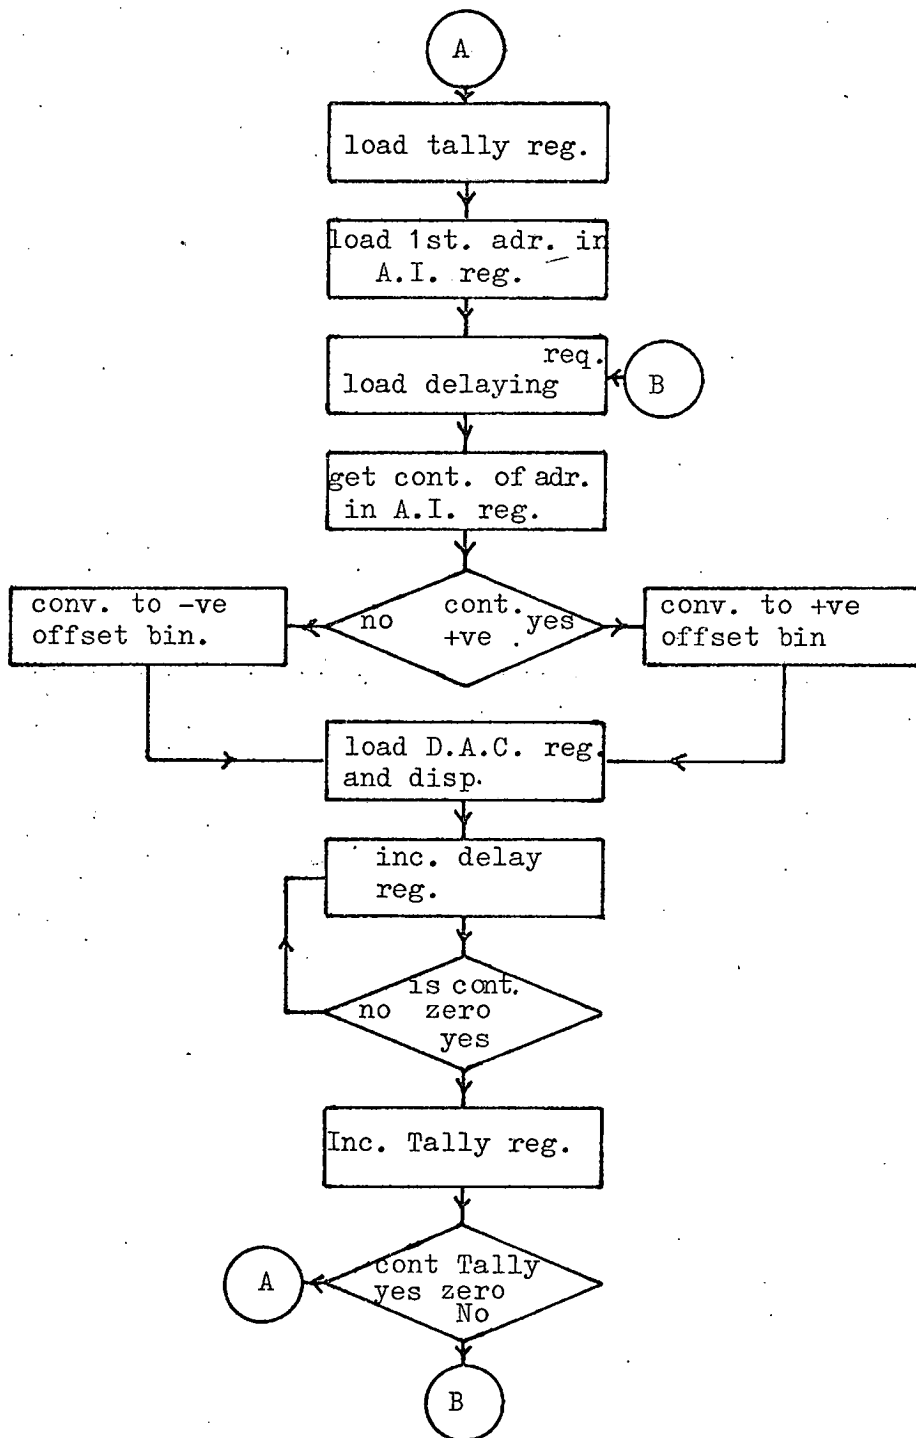 A
load tally reg.
load 1st. adr. in
A.I. reg.
req.
load delaying
B
get cont. of adr.
in A.I. reg.
conv. to -ve
offset bin.
no
cont.
+ve
yes
conv. to +ve
offset bin
load D.A.C. reg.
and disp.
inc. delay
reg.
is cont.
no zero
yes
Inc. Tally reg.
A
cont Tally
yes zero
No
B